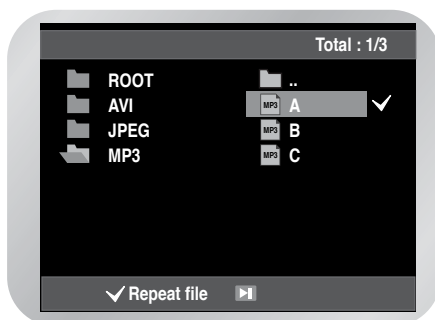 Total : 1/3
ROOT
AVI
JPEG
MP3
..
MP3 A
MP3 B
MP3 C
Repeat file